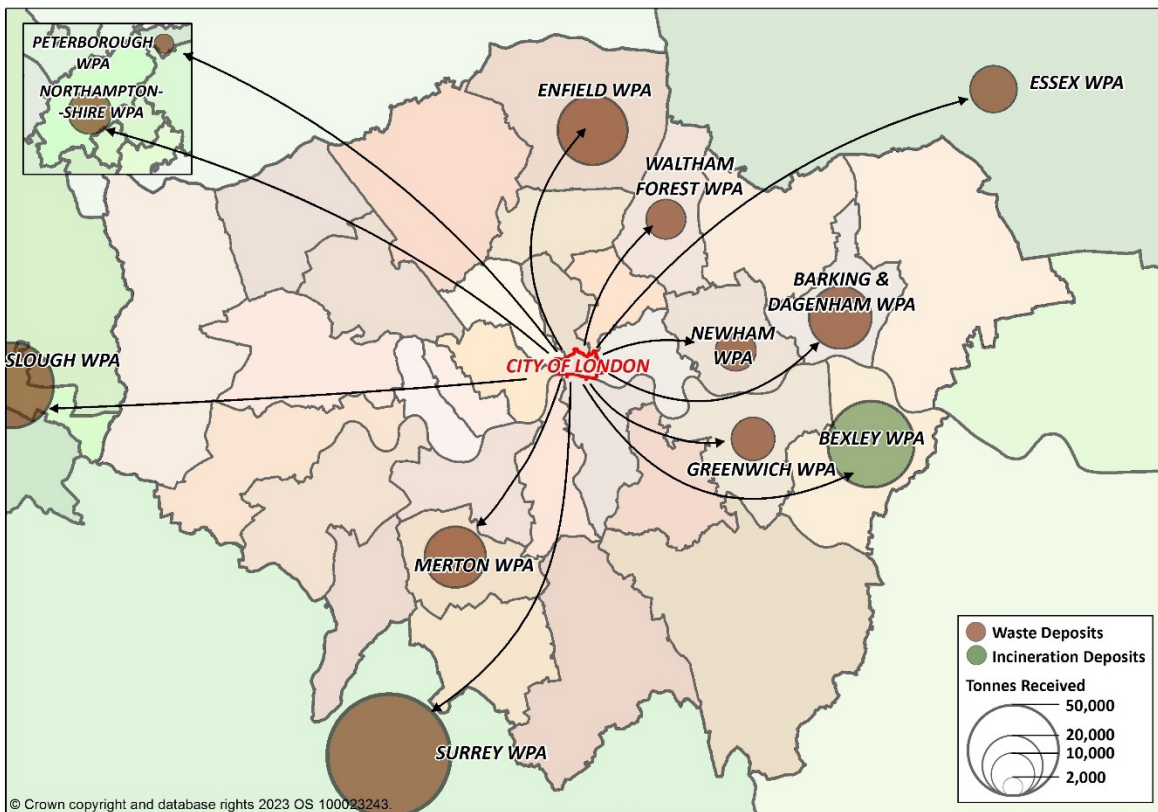 PETERBOROUGH
WPA
NORTHAMPTON-
-SHIRE WPA
ENFIELD WPA
ESSEX WPA
WALTHAM
FOREST WPA
BARKING &
DAGENHAM WPA
NEWHAM
WPA
SLOUGH WPA
CITY OF LONDON
BEXLEY WPA
GREENWICH WPA
MERTON WPA
SURREY WPA
Waste Deposits
Incineration Deposits
Tonnes Received
50,000
20,000
10,000
2,000
© Crown copyright and database rights 2023 OS 100023243.